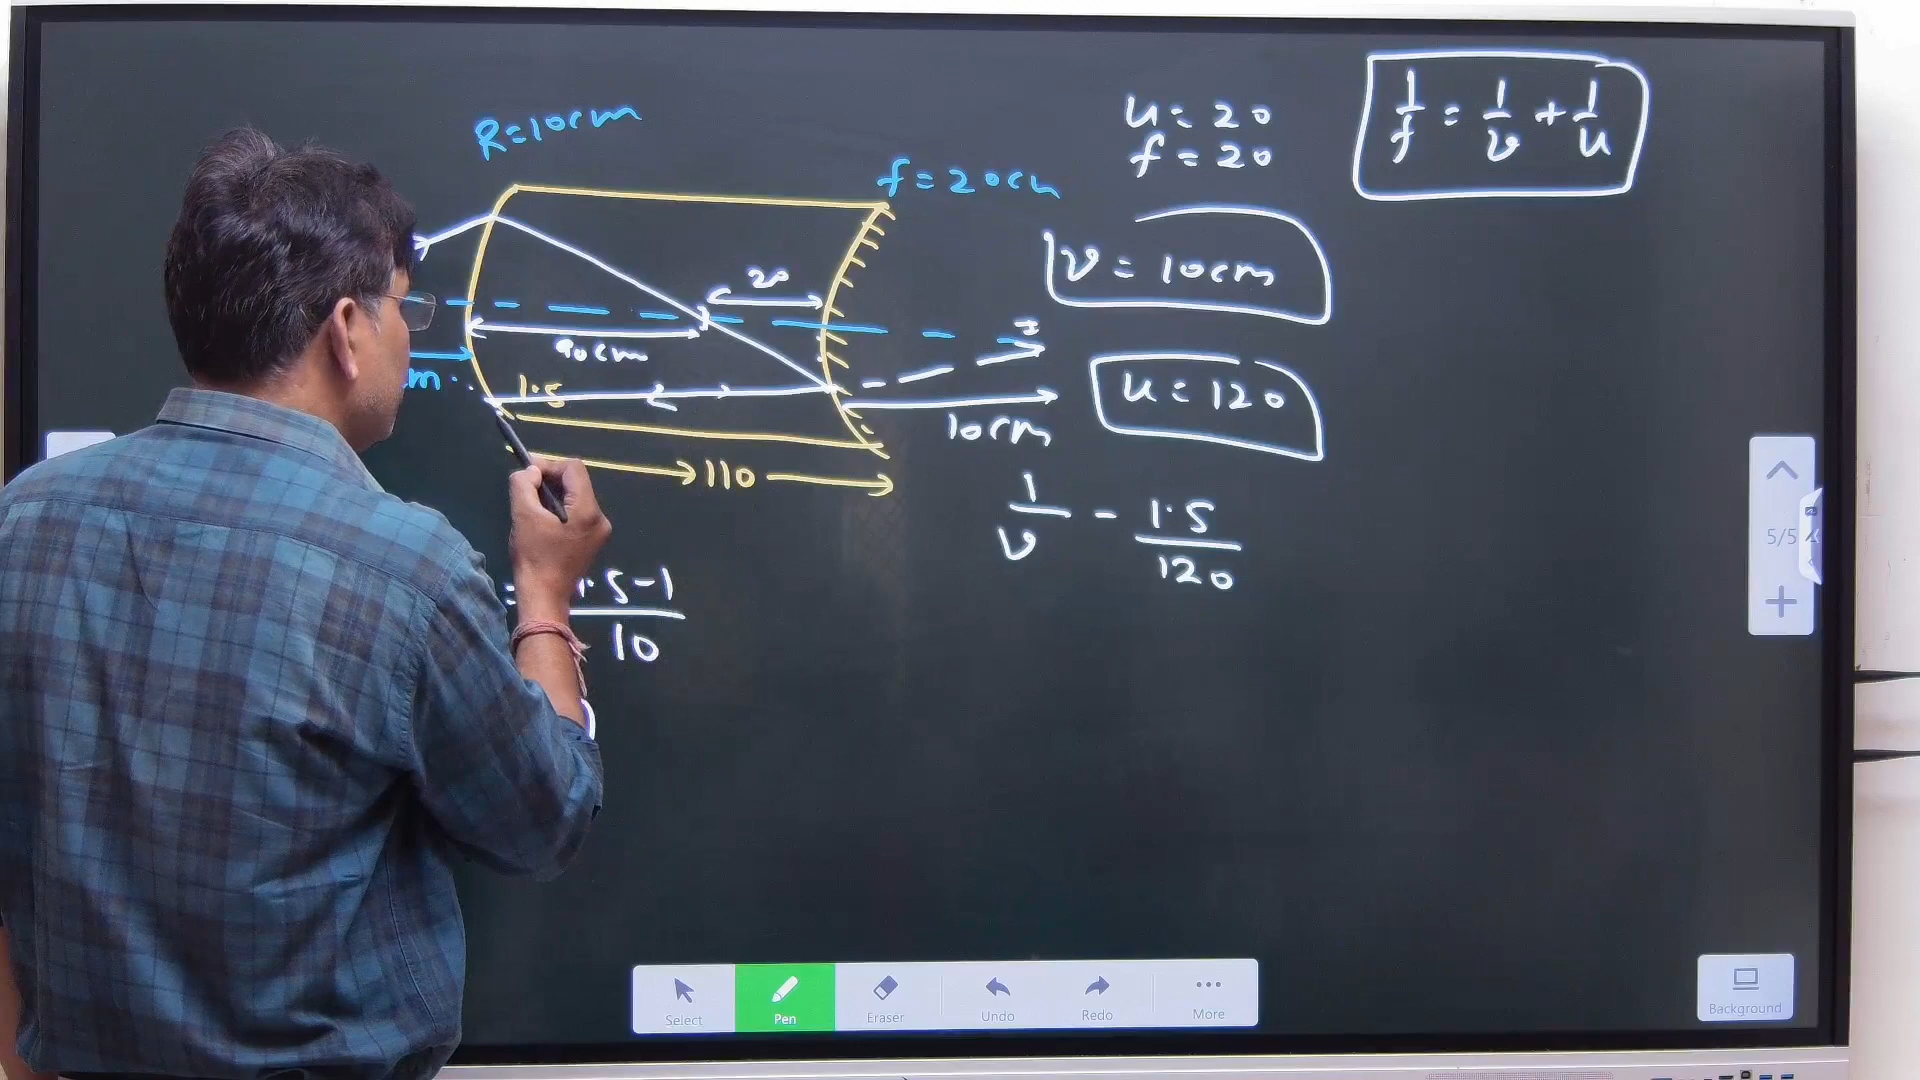 R=10cm
f=20cm
u=20
f=20
1/f = 1/v + 1/u
20
v=10cm
90cm
m
1.5
u=120
10cm
110
1/v - 1.5/120
= 1.5-1/10
5/5
Select
Pen
Eraser
Undo
Redo
More
Background